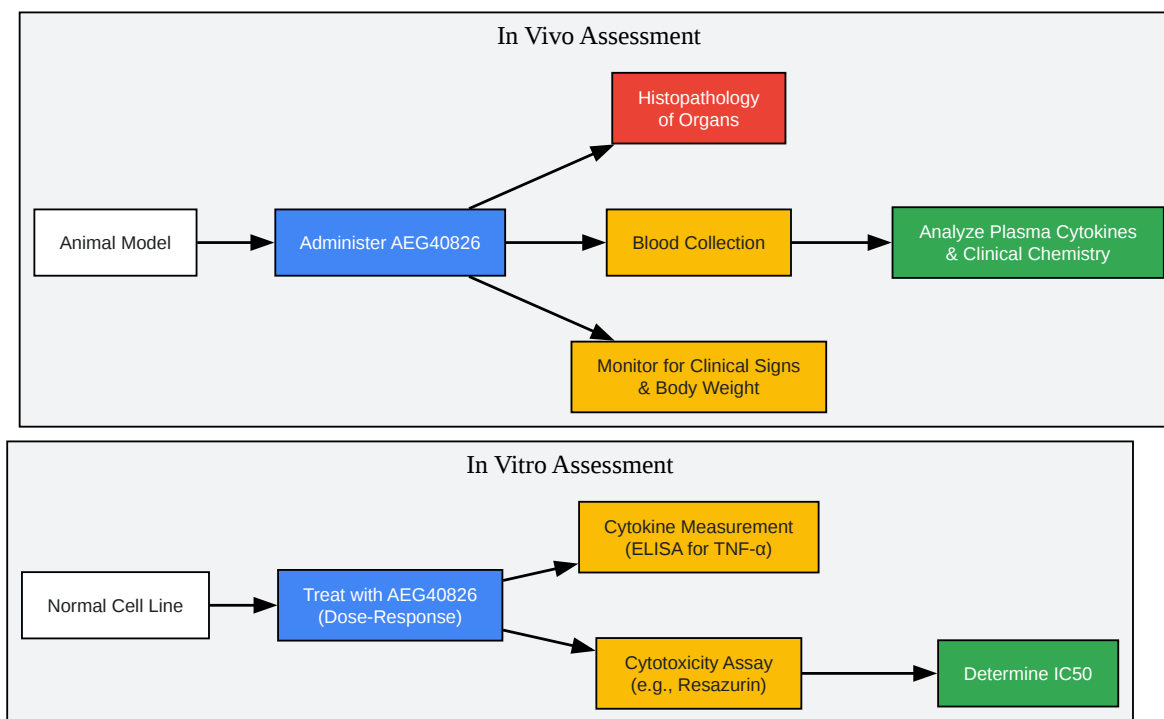 In Vivo Assessment
Histopathology
of Organs
Animal Model
Administer AEG40826
Blood Collection
Analyze Plasma Cytokines
& Clinical Chemistry
Monitor for Clinical Signs
& Body Weight
In Vitro Assessment
Cytokine Measurement
(ELISA for TNF-α)
Normal Cell Line
Treat with AEG40826
(Dose-Response)
Cytotoxicity Assay
(e.g., Resazurin)
Determine IC50